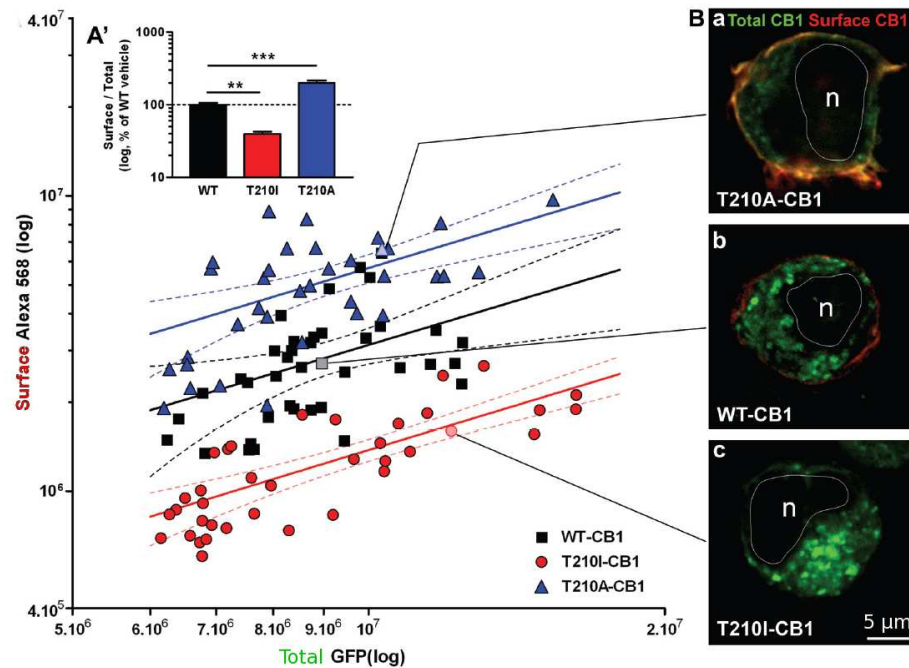 A'
Surface / Total
(log, % of WT vehicle)
1000
100
10
**
***
WT T210I T210A
Surface Alexa 568 (log)
4.10⁷
10⁷
10⁶
4.10⁵
5.10⁶ 6.10⁶ 7.10⁶ 8.10⁶ 9.10⁶ 10⁷ 2.10⁷
Total GFP(log)
WT-CB1
T210I-CB1
T210A-CB1
B
a Total CB1 Surface CB1
n
T210A-CB1
b
n
WT-CB1
c
n
T210I-CB1
5 µm